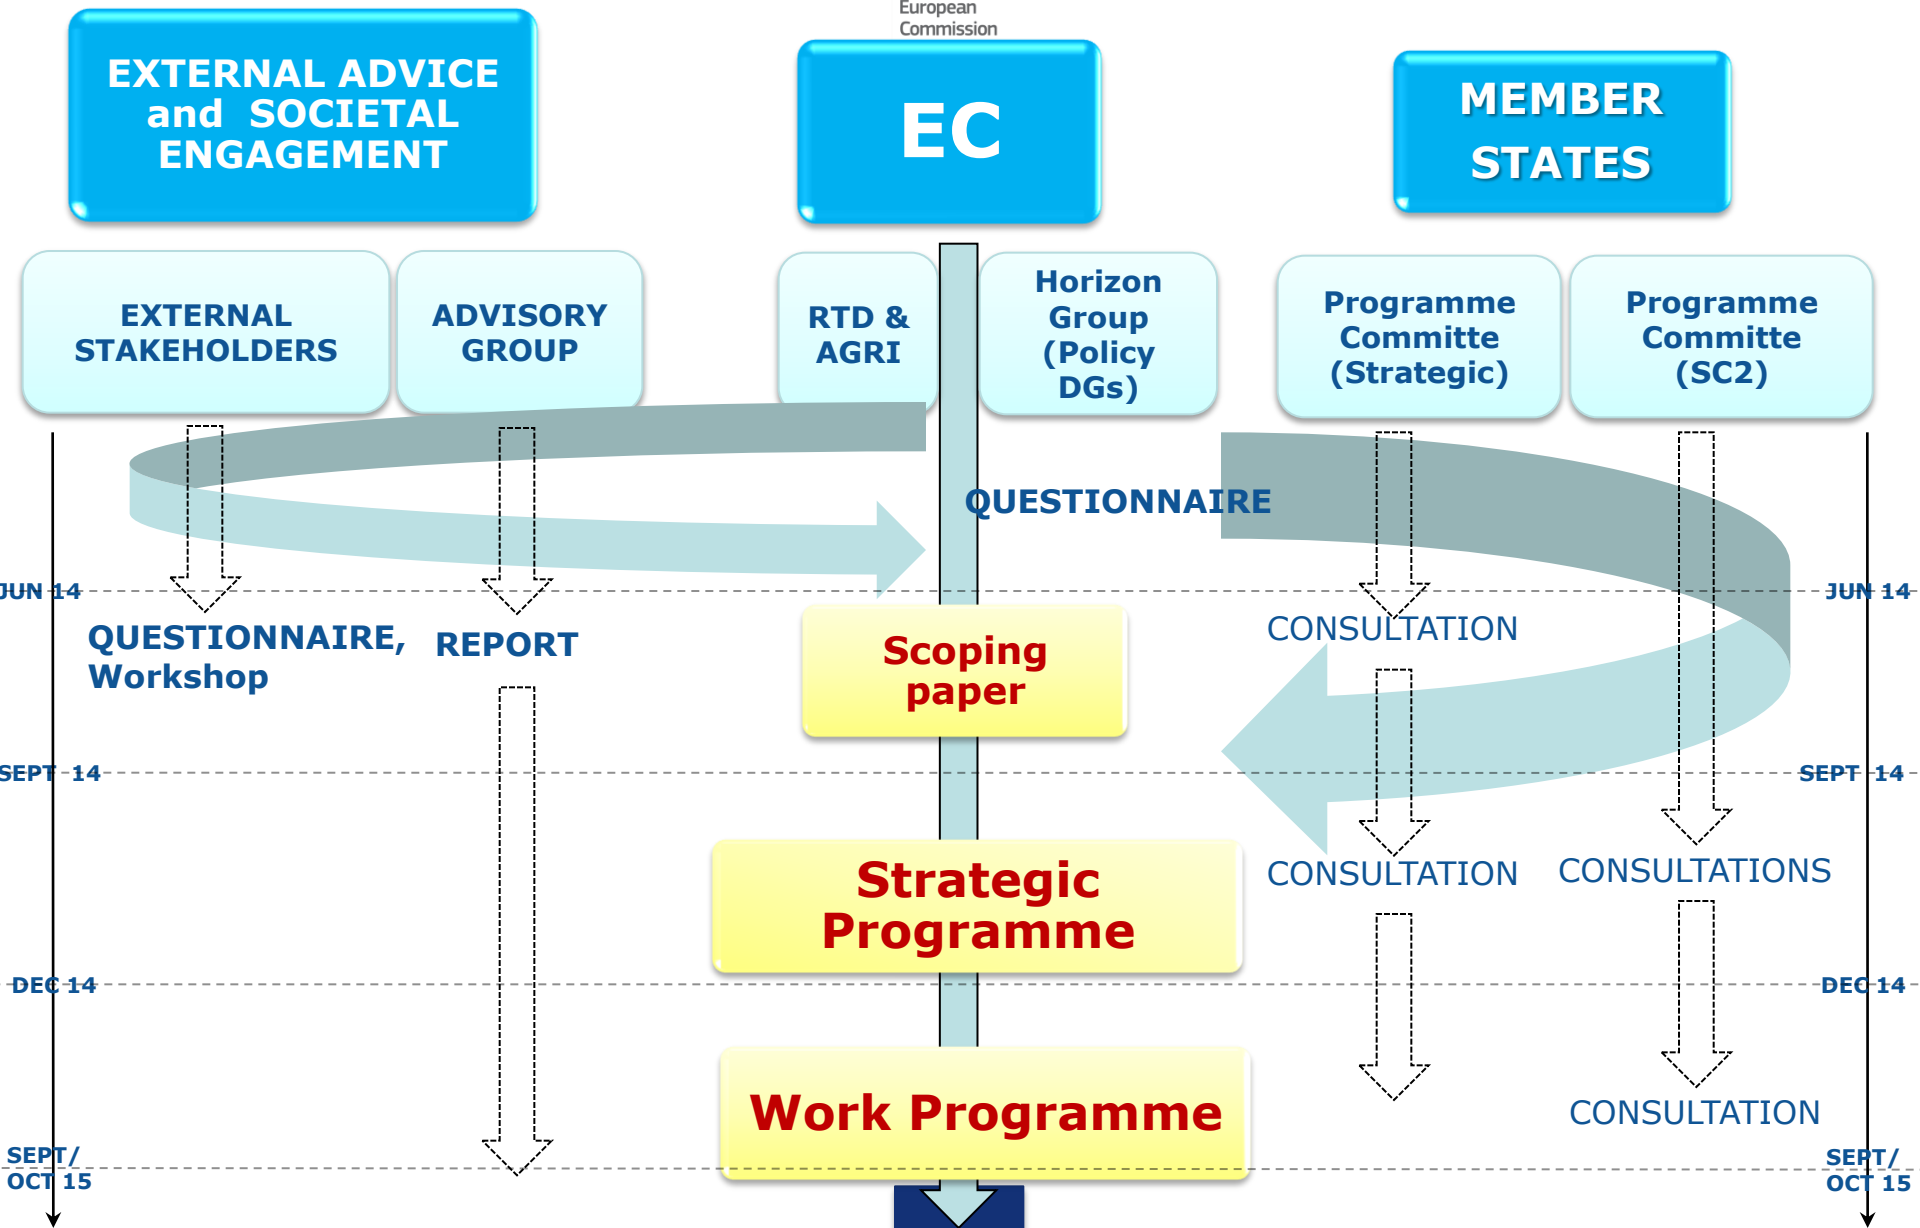 European
Commission
EXTERNAL ADVICE
and SOCIETAL
ENGAGEMENT
EC
MEMBER
STATES
EXTERNAL
STAKEHOLDERS
ADVISORY
GROUP
RTD &
AGRI
Horizon
Group
(Policy
DGs)
Programme
Committe
(Strategic)
Programme
Committe
(SC2)
QUESTIONNAIRE
JUN 14
JUN 14
QUESTIONNAIRE,
Workshop
REPORT
Scoping
paper
CONSULTATION
SEPT 14
SEPT 14
Strategic
Programme
CONSULTATION
CONSULTATIONS
DEC 14
DEC 14
Work Programme
CONSULTATION
SEPT/
OCT 15
SEPT/
OCT 15